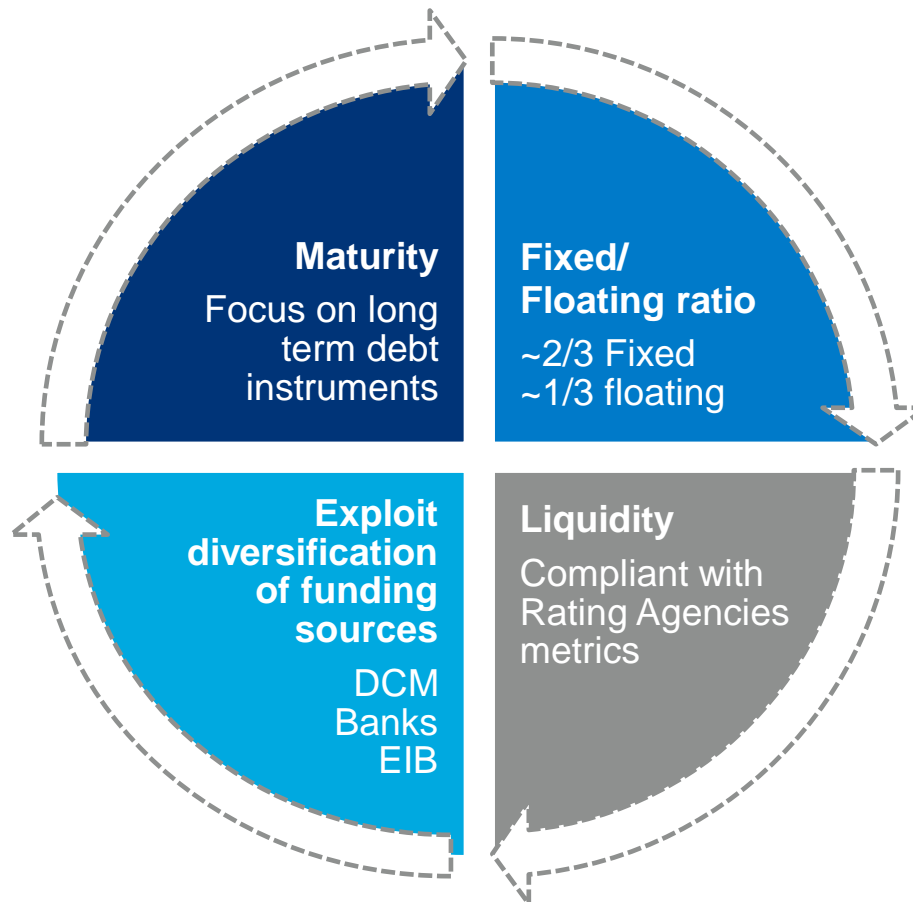 Maturity
Focus on long
term debt
instruments
Fixed/
Floating ratio
~2/3 Fixed
~1/3 floating
Exploit
diversification
of funding
sources
DCM
Banks
EIB
Liquidity
Compliant with
Rating Agencies
metrics